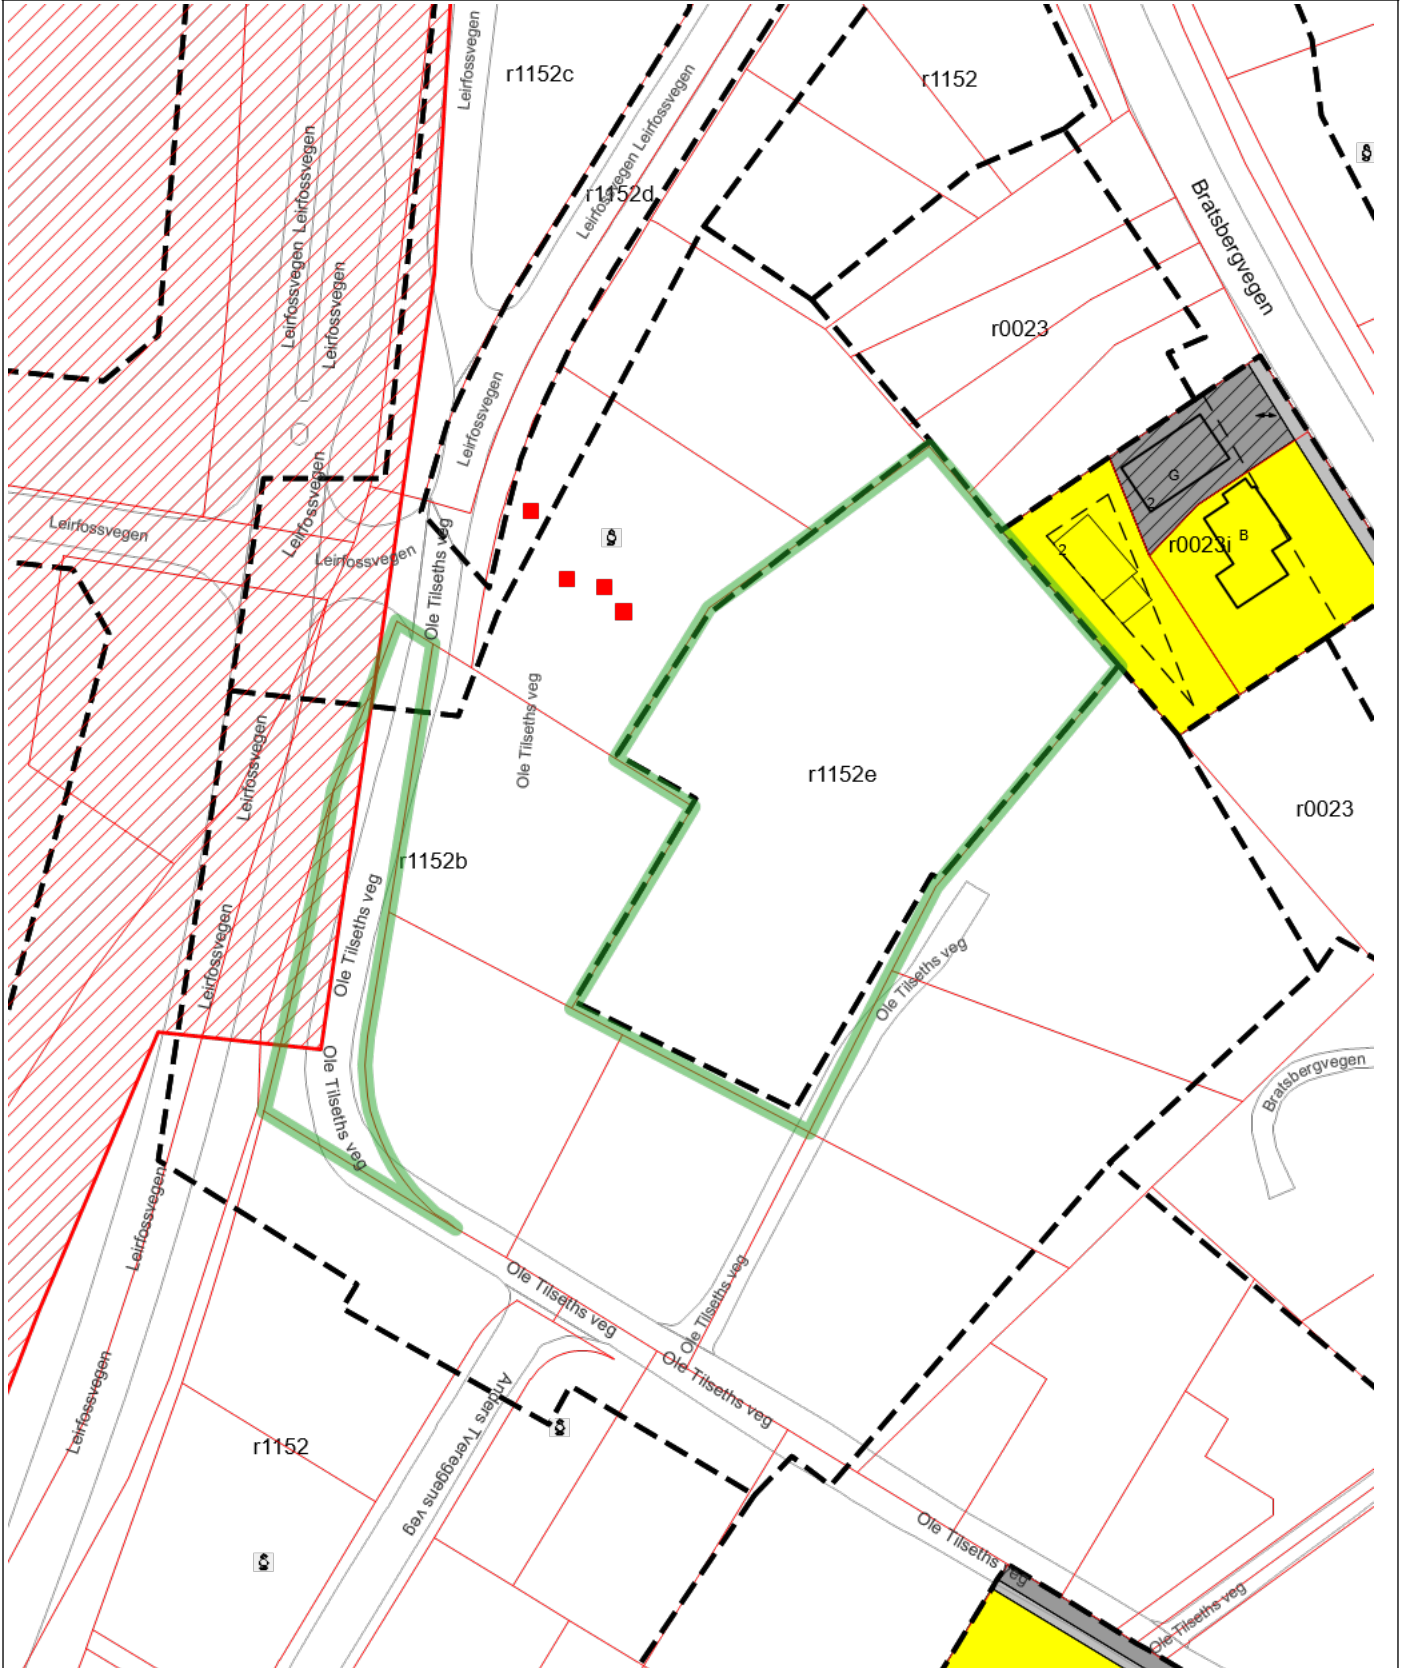 Leirfossvegen
r1152c
r1152
Leirfossvegen
Leirfossvegen
Leirfossvegen
Leirfossvegen
r1152d
Bratsbergvegen
Leirfossvegen
Leirfossvegen
r0023
Leirfossvegen
G
2
Leirfossvegen
Leirfossvegen
Leirfossvegen
B
r0023i
2
Ole Tilseths veg
Ole Tilseths veg
Leirfossvegen
r1152e
r0023
r1152b
Ole Tilseths veg
Leirfossvegen
Ole Tilseths veg
Bratsbergvegen
Ole Tilseths veg
Leirfossvegen
Ole Tilseths veg
Ole Tilseths veg
Ole Tilseths veg
Leirfossvegen
r1152
Anders Tvereggens veg
Ole Tilseths veg
Ole Tilseths veg